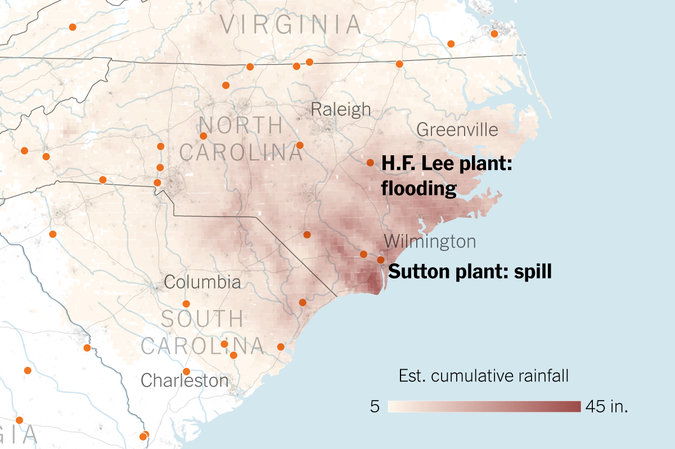 VIRGINIA
Raleigh
NORTH
CAROLINA
Greenville
H.F. Lee plant:
flooding
Wilmington
Sutton plant: spill
Columbia
SOUTH
CAROLINA
Charleston
Est. cumulative rainfall
5 45 in.
GIA